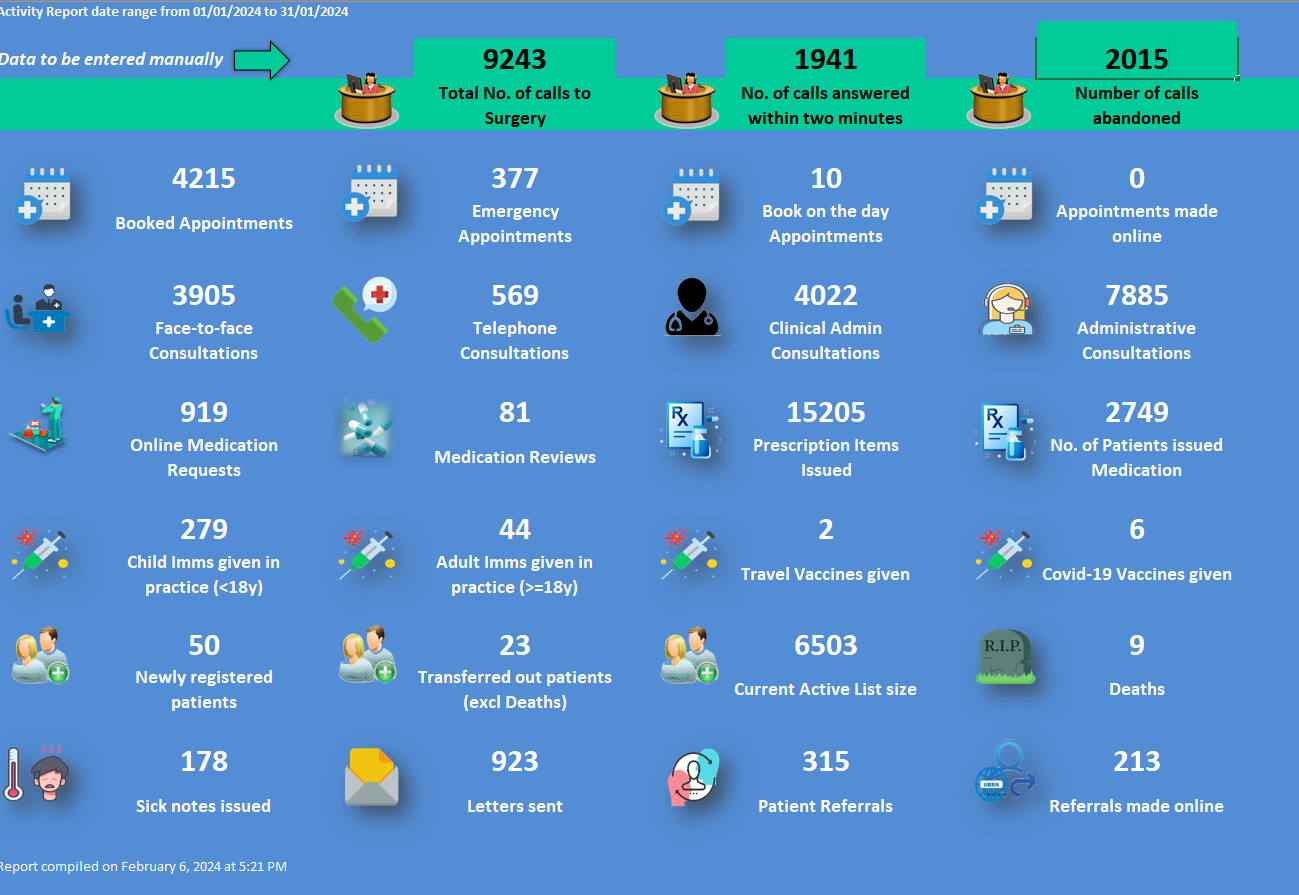 Activity Report date range from 01/01/2024 to 31/01/2024
Data to be entered manually
9243
Total No. of calls to
Surgery
1941
No. of calls answered
within two minutes
2015
Number of calls
abandoned
4215
Booked Appointments
377
Emergency
Appointments
10
Book on the day
Appointments
0
Appointments made
online
3905
Face-to-face
Consultations
569
Telephone
Consultations
4022
Clinical Admin
Consultations
7885
Administrative
Consultations
919
Online Medication
Requests
81
Medication Reviews
Rx
15205
Prescription Items
Issued
Rx
2749
No. of Patients issued
Medication
279
Child Imms given in
practice (<18y)
44
Adult Imms given in
practice (>=18y)
2
Travel Vaccines given
6
Covid-19 Vaccines given
50
Newly registered
patients
23
Transferred out patients
(excl Deaths)
6503
Current Active List size
R.I.P.
9
Deaths
178
Sick notes issued
923
Letters sent
315
Patient Referrals
UBRN
213
Referrals made online
Report compiled on February 6, 2024 at 5:21 PM